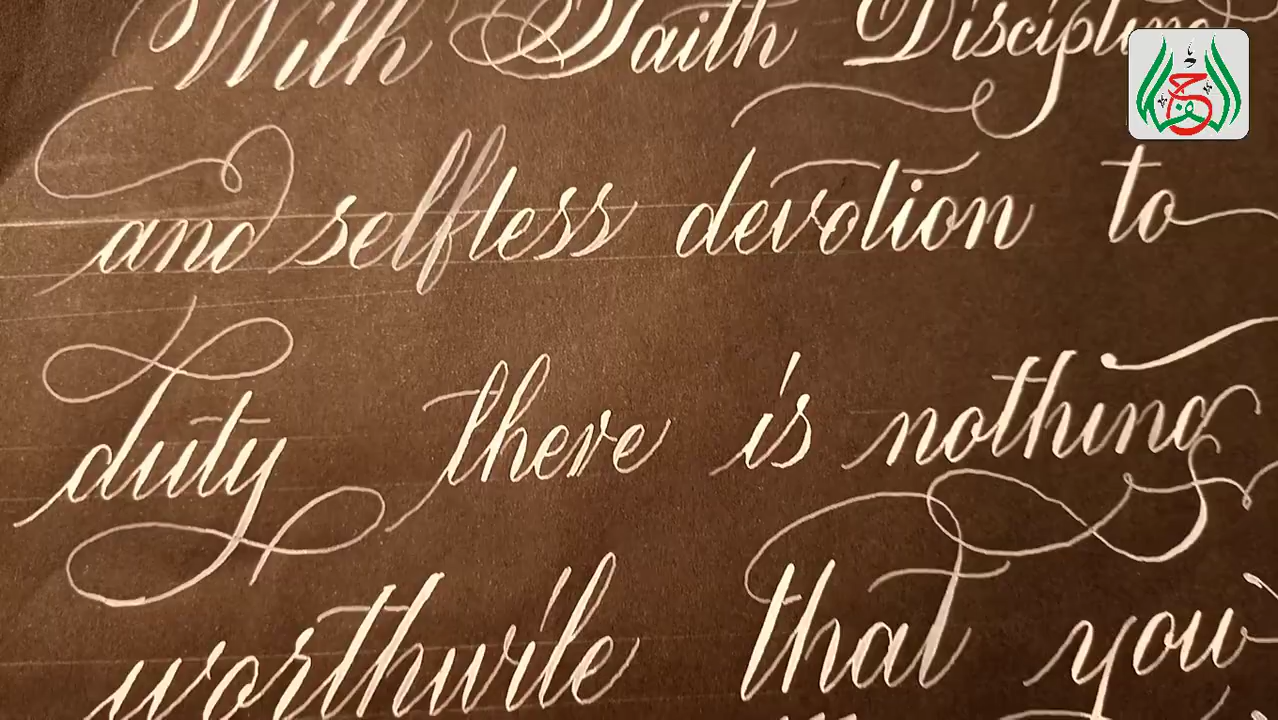 With Faith Discipline
and selfless devotion to
duty there is nothing
worthwile that you